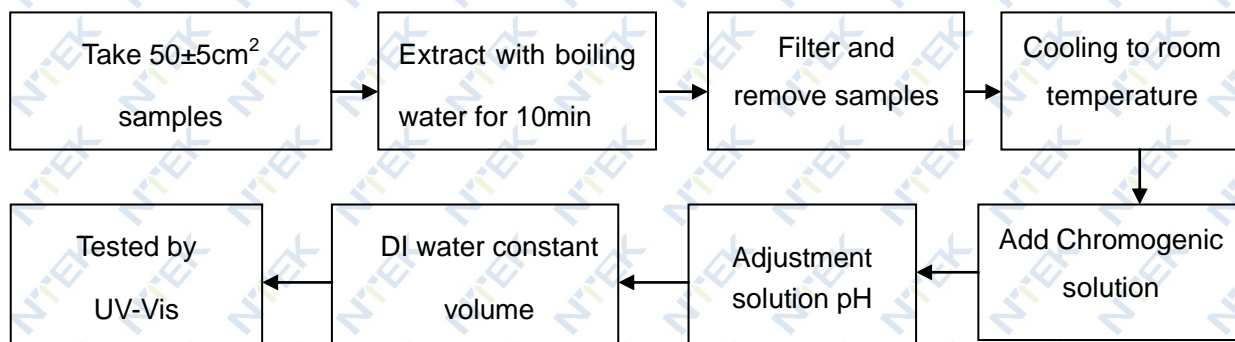 Take 50±5cm²
samples
Extract with boiling
water for 10min
Filter and
remove samples
Cooling to room
temperature
Add Chromogenic
solution
Adjustment
solution pH
DI water constant
volume
Tested by
UV-Vis